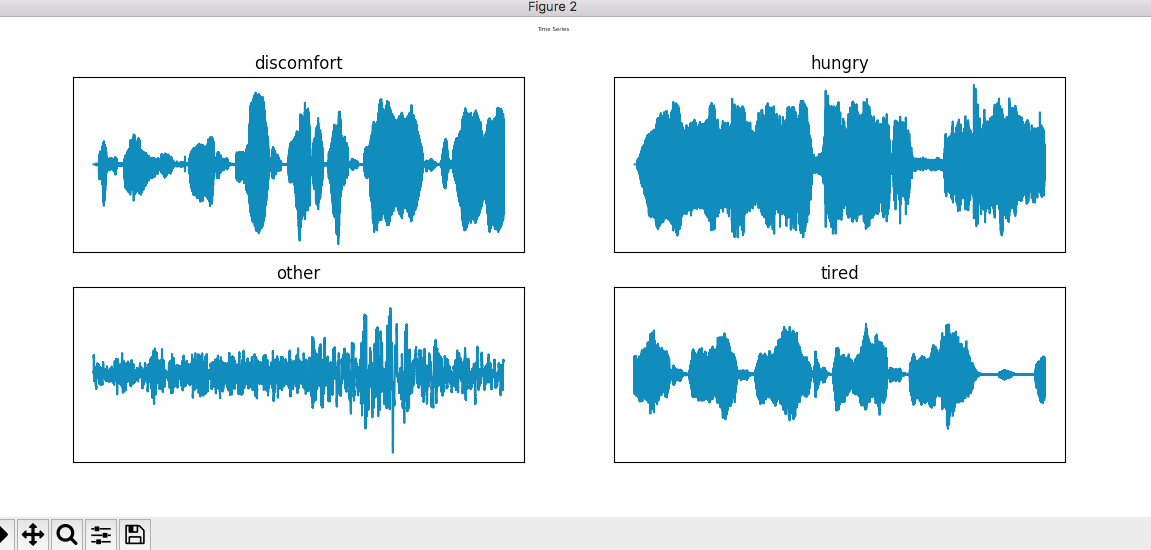 Figure 2
Time Series
discomfort
hungry
other
tired